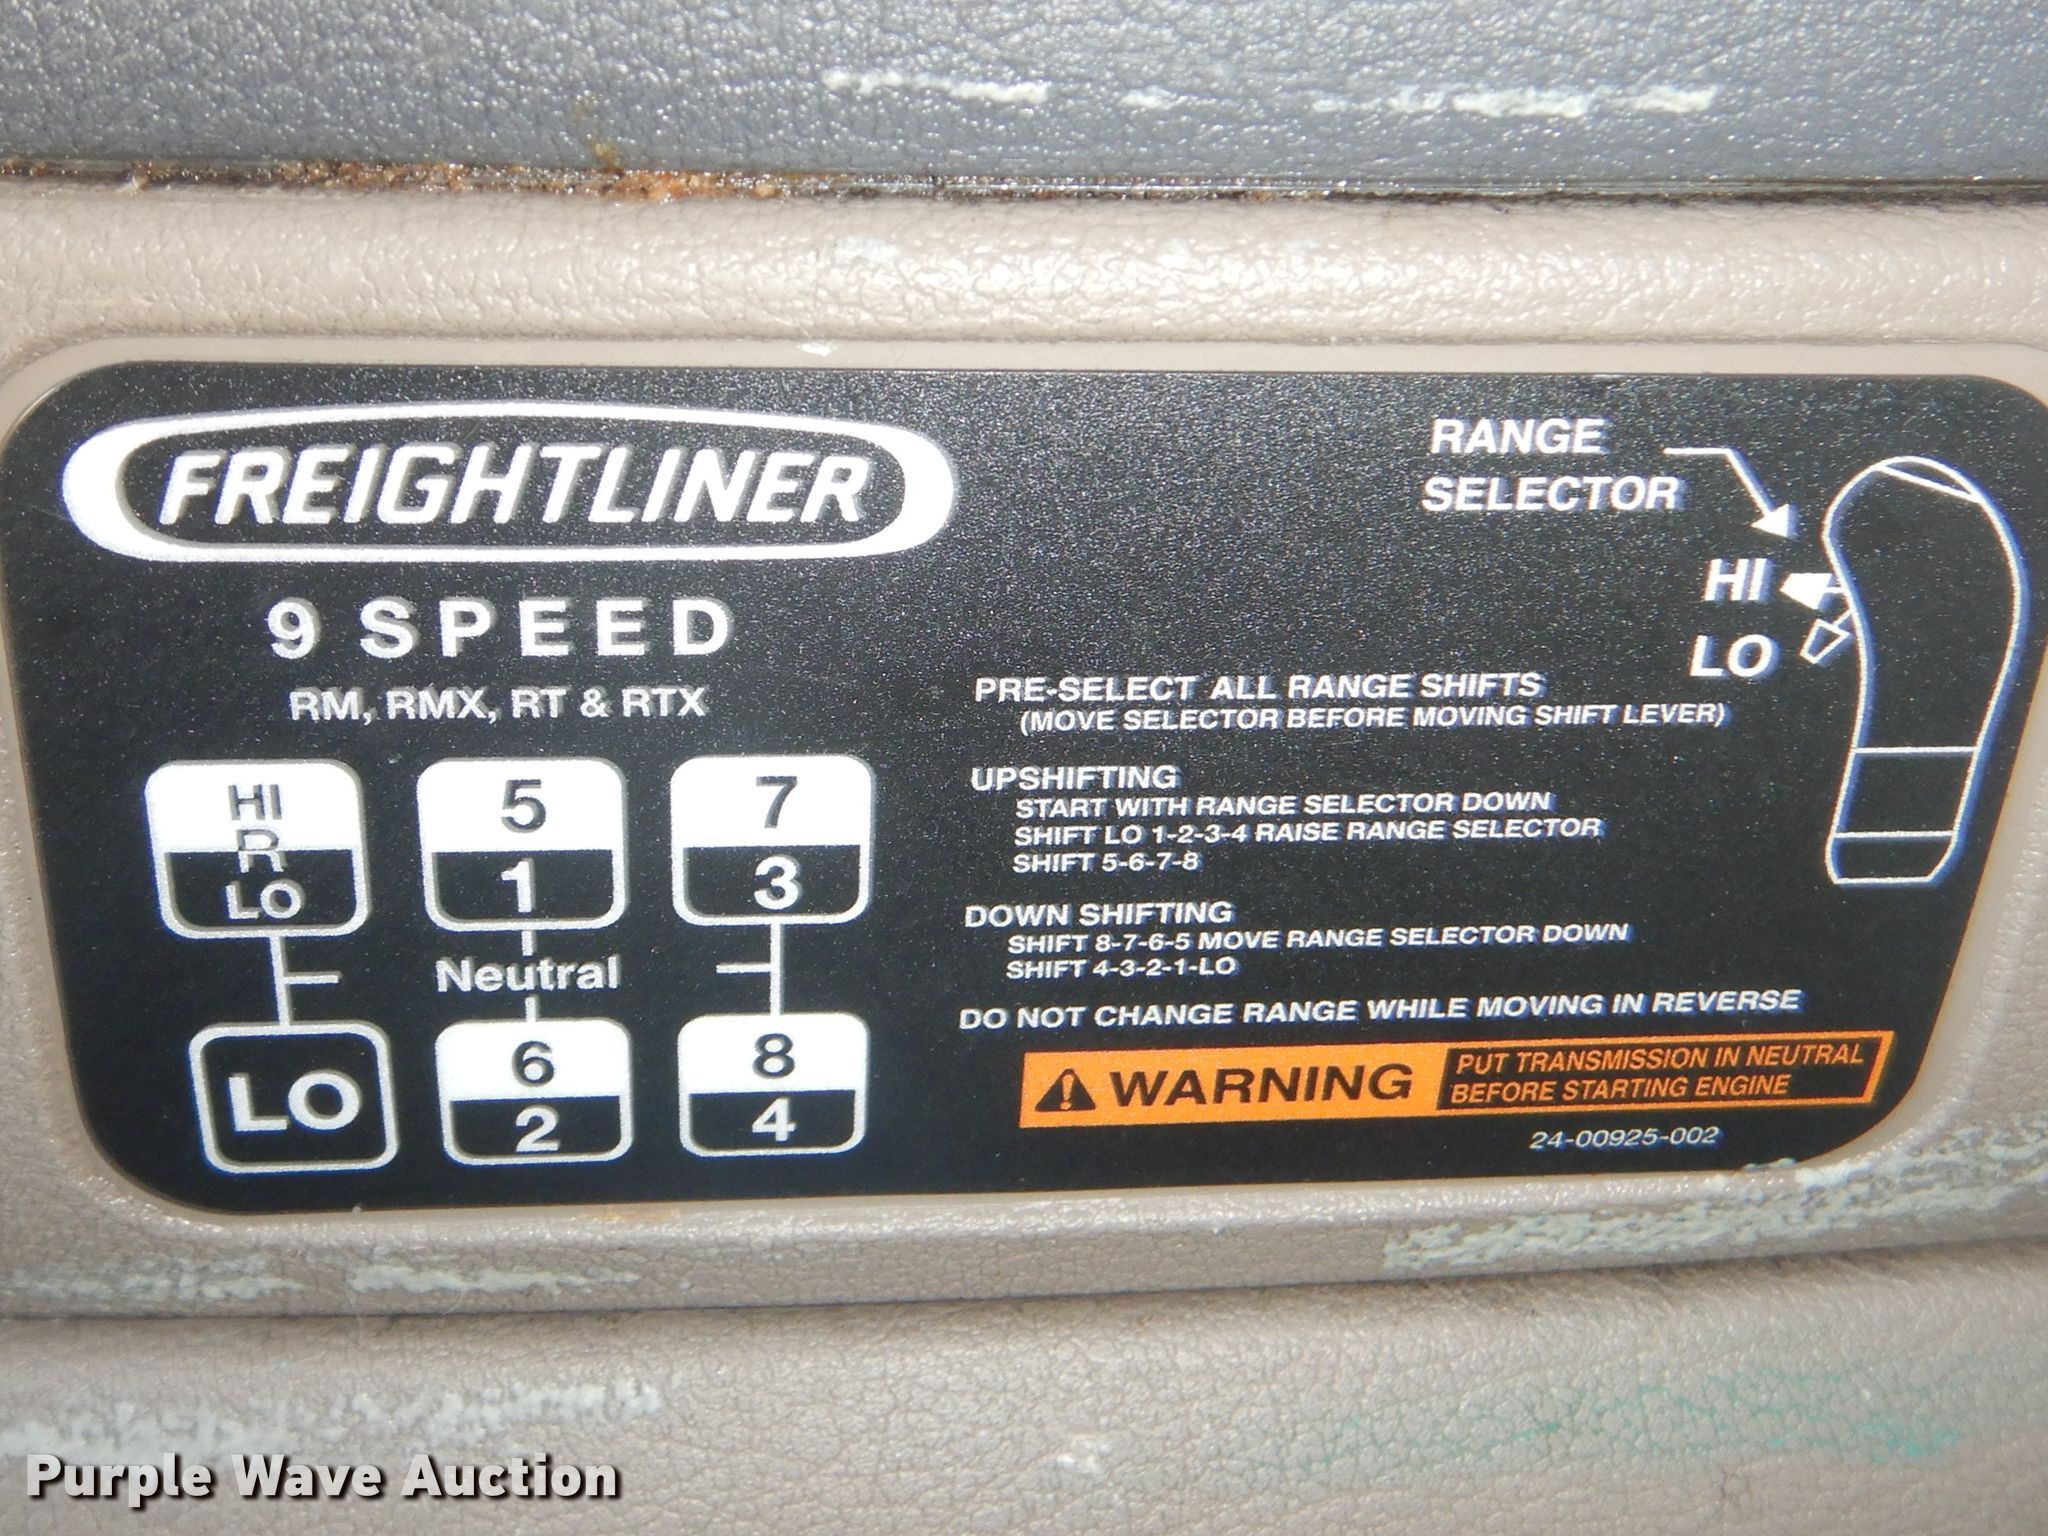 FREIGHTLINER
9 SPEED
RM, RMX, RT & RTX
HI
R
LO
5
1
7
3
Neutral
LO
6
2
8
4
RANGE
SELECTOR
HI
LO
PRE-SELECT ALL RANGE SHIFTS
(MOVE SELECTOR BEFORE MOVING SHIFT LEVER)
UPSHIFTING
START WITH RANGE SELECTOR DOWN
SHIFT LO 1-2-3-4 RAISE RANGE SELECTOR
SHIFT 5-6-7-8
DOWN SHIFTING
SHIFT 8-7-6-5 MOVE RANGE SELECTOR DOWN
SHIFT 4-3-2-1-LO
DO NOT CHANGE RANGE WHILE MOVING IN REVERSE
WARNING
PUT TRANSMISSION IN NEUTRAL
BEFORE STARTING ENGINE
24-00925-002
Purple Wave Auction